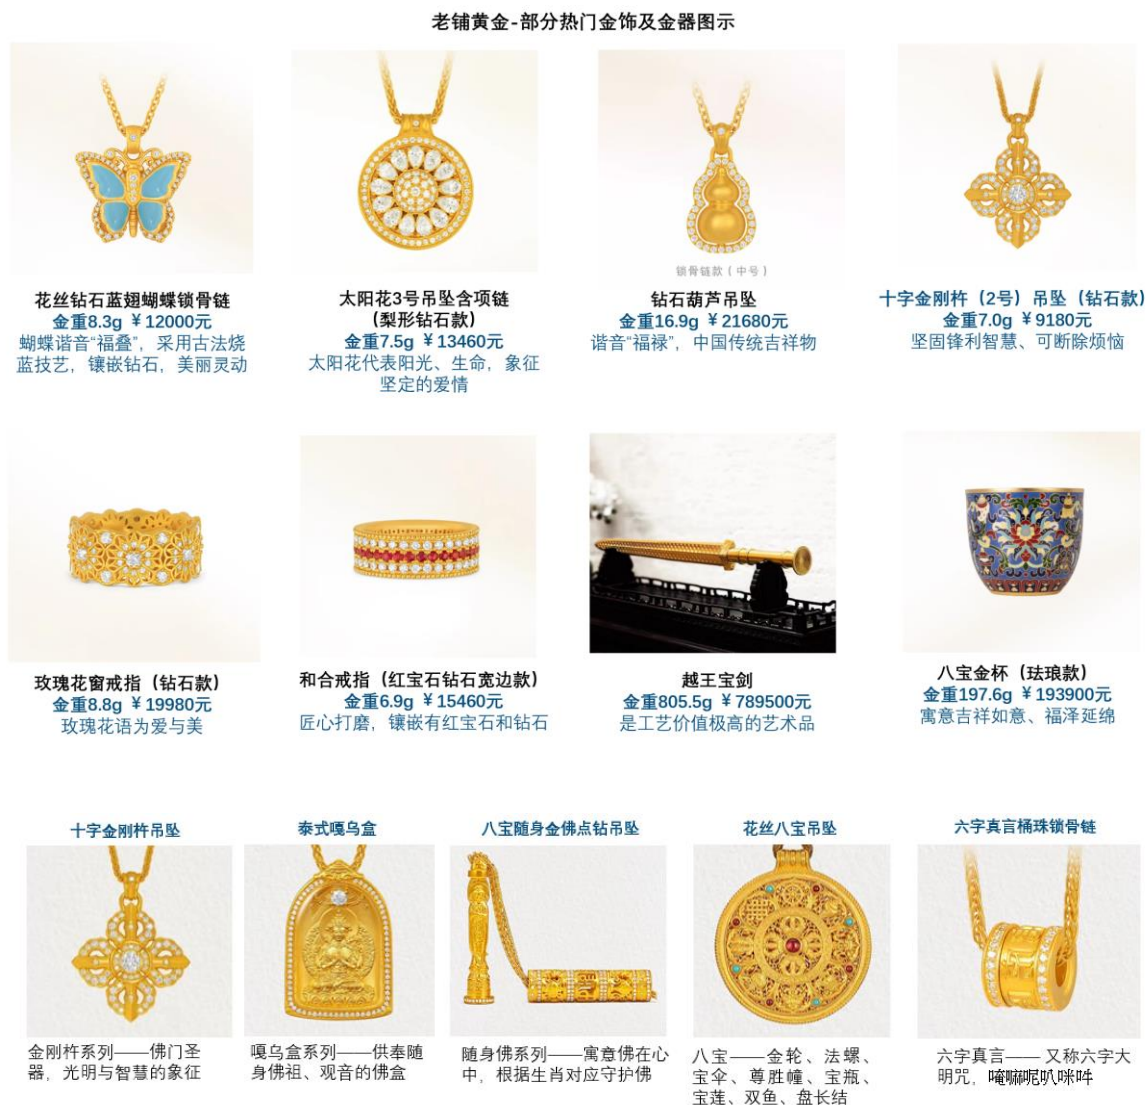 老铺黄金-部分热门金饰及金器图示
锁骨链款（中号）
花丝钻石蓝翅蝴蝶锁骨链
金重8.3g ￥12000元
蝴蝶谐音“福叠”，采用古法烧
蓝技艺，镶嵌钻石，美丽灵动
太阳花3号吊坠含项链
（梨形钻石款）
金重7.5g ￥13460元
太阳花代表阳光、生命，象征
坚定的爱情
钻石葫芦吊坠
金重16.9g ￥21680元
谐音“福禄”，中国传统吉祥物
十字金刚杵（2号）吊坠（钻石款）
金重7.0g ￥9180元
坚固锋利智慧、可断除烦恼
玫瑰花窗戒指（钻石款）
金重8.8g ￥19980元
玫瑰花语为爱与美
和合戒指（红宝石钻石宽边款）
金重6.9g ￥15460元
匠心打磨，镶嵌有红宝石和钻石
越王宝剑
金重805.5g ￥789500元
是工艺价值极高的艺术品
八宝金杯（珐琅款）
金重197.6g ￥193900元
寓意吉祥如意、福泽延绵
十字金刚杵吊坠
金刚杵系列——佛门圣
器，光明与智慧的象征
泰式嘎乌盒
嘎乌盒系列——供奉随
身佛祖、观音的佛盒
八宝随身金佛点钻吊坠
随身佛系列——寓意佛在心
中，根据生肖对应守护佛
花丝八宝吊坠
八宝——金轮、法螺、
宝伞、尊胜幢、宝瓶、
宝莲、双鱼、盘长结
六字真言桶珠锁骨链
六字真言—— 又称六字大
明咒，唵嘛呢叭咪吽